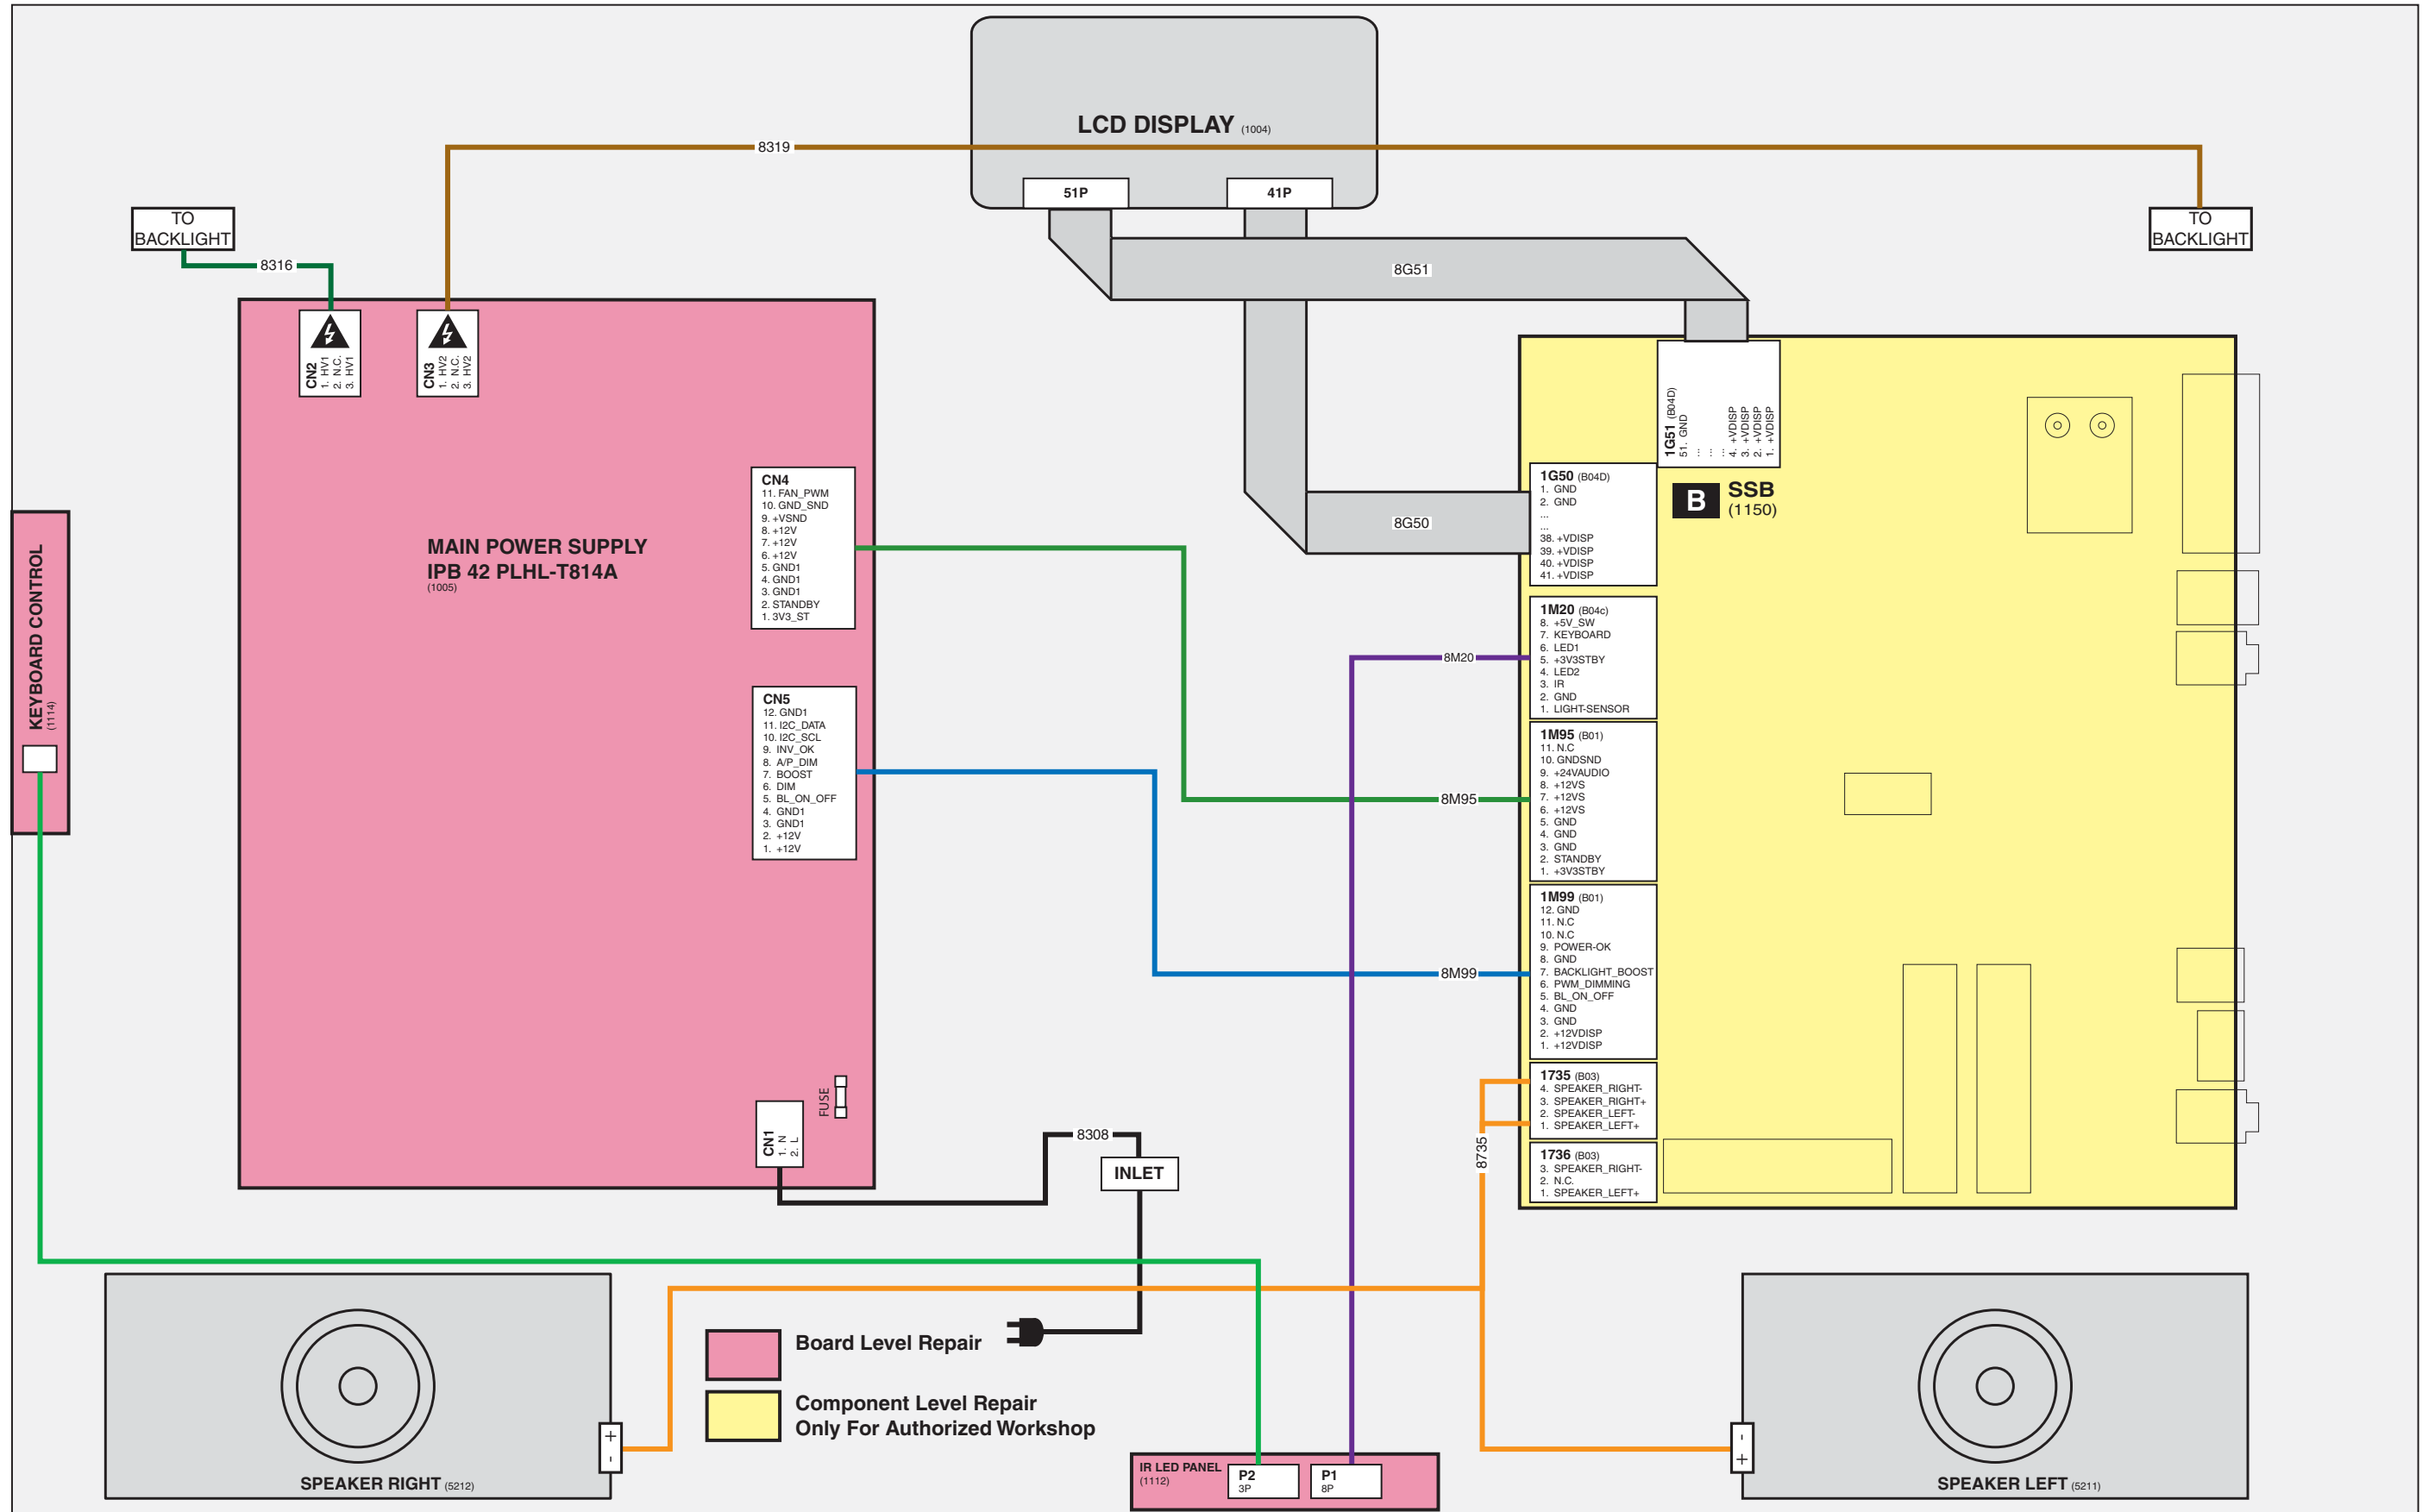 LCD DISPLAY (1004)
8319
51P
41P
TO
BACKLIGHT
TO
BACKLIGHT
8316
8G51
CN2
1. HV1
2. N.C.
3. HV1
CN3
1. HV2
2. N.C.
3. HV2
MAIN POWER SUPPLY
IPB 42 PLHL-T814A
(1005)
CN4
11. FAN_PWM
10. GND_SND
9. +VSND
8. +12V
7. +12V
6. +12V
5. GND1
4. GND1
3. GND1
2. STANDBY
1. 3V3_ST
CN5
12. GND1
11. I2C_DATA
10. I2C_SCL
9. INV_OK
8. A/P_DIM
7. BOOST
6. DIM
5. BL_ON_OFF
4. GND1
3. GND1
2. +12V
1. +12V
FUSE
CN1
1. N
2. L
KEYBOARD CONTROL
(1114)
8308
INLET
8G50
8M20
8M95
8M99
8735
1G51 (B04D)
51. GND
...
...
...
4. +VDISP
3. +VDISP
2. +VDISP
1. +VDISP
B SSB
(1150)
1G50 (B04D)
1. GND
2. GND
...
...
38. +VDISP
39. +VDISP
40. +VDISP
41. +VDISP
1M20 (B04c)
8. +5V_SW
7. KEYBOARD
6. LED1
5. +3V3STBY
4. LED2
3. IR
2. GND
1. LIGHT-SENSOR
1M95 (B01)
11. N.C
10. GNDSND
9. +24VAUDIO
8. +12VS
7. +12VS
6. +12VS
5. GND
4. GND
3. GND
2. STANDBY
1. +3V3STBY
1M99 (B01)
12. GND
11. N.C
10. N.C
9. POWER-OK
8. GND
7. BACKLIGHT_BOOST
6. PWM_DIMMING
5. BL_ON_OFF
4. GND
3. GND
2. +12VDISP
1. +12VDISP
1735 (B03)
4. SPEAKER_RIGHT-
3. SPEAKER_RIGHT+
2. SPEAKER_LEFT-
1. SPEAKER_LEFT+
1736 (B03)
3. SPEAKER_RIGHT-
2. N.C.
1. SPEAKER_LEFT+
Board Level Repair
Component Level Repair
Only For Authorized Workshop
+
-
SPEAKER RIGHT (5212)
IR LED PANEL
(1112)
P2
3P
P1
8P
-
+
SPEAKER LEFT (5211)